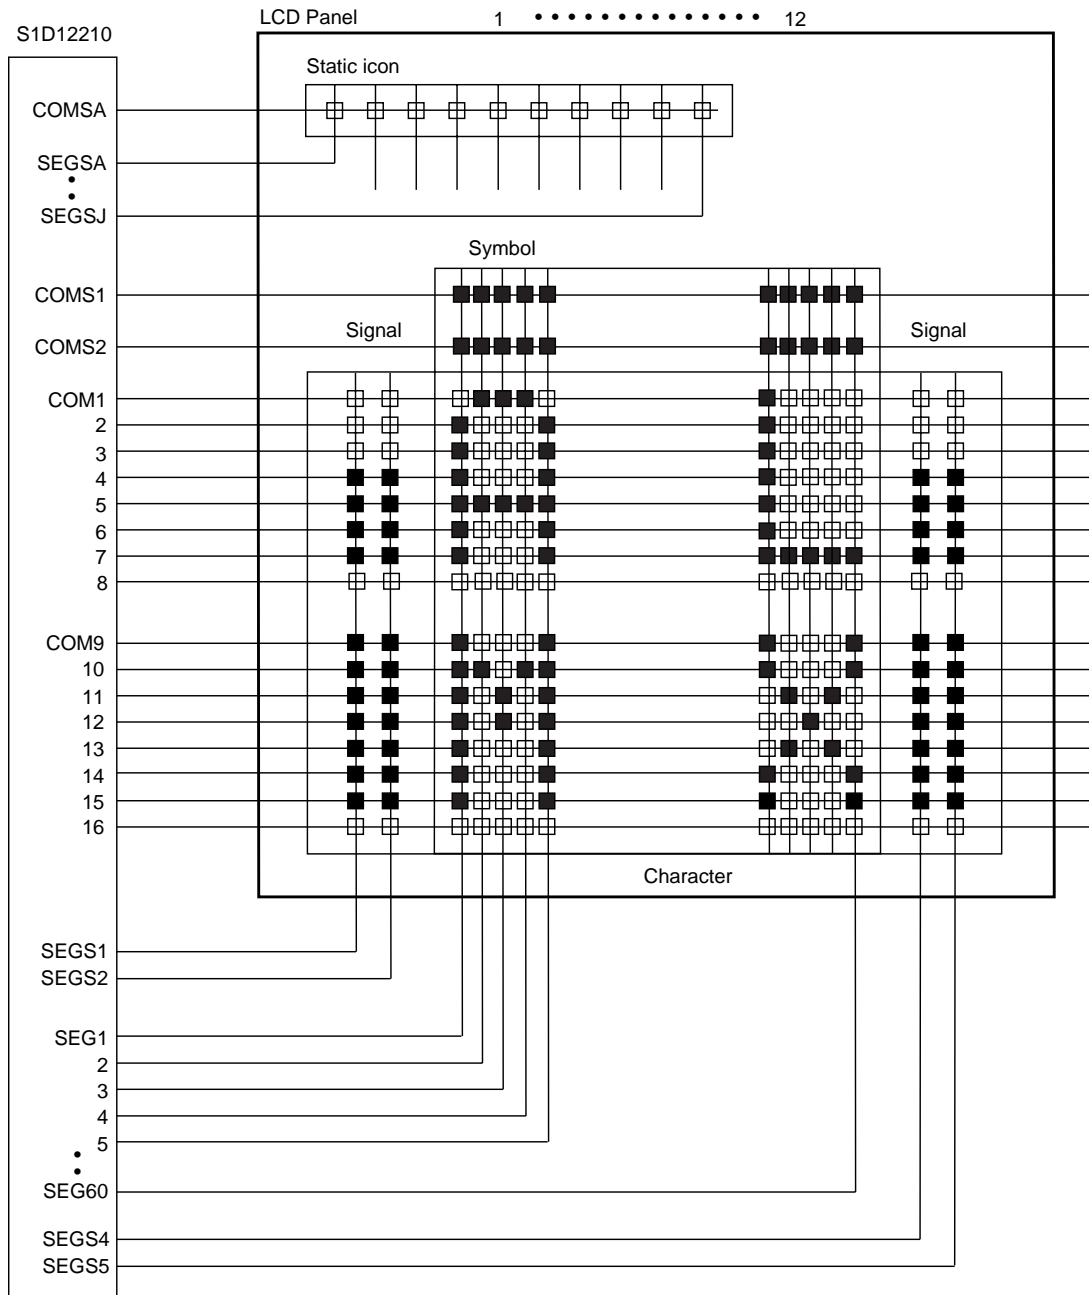 LCD Panel 1 •••••••••••••• 12
S1D12210
Static icon
COMSA
SEGSA
SEGSJ
Symbol
COMS1
Signal Signal
COMS2
COM1
2
3
4
5
6
7
8
COM9
10
11
12
13
14
15
16
Character
SEGS1
SEGS2
SEG1
2
3
4
5
SEG60
SEGS4
SEGS5